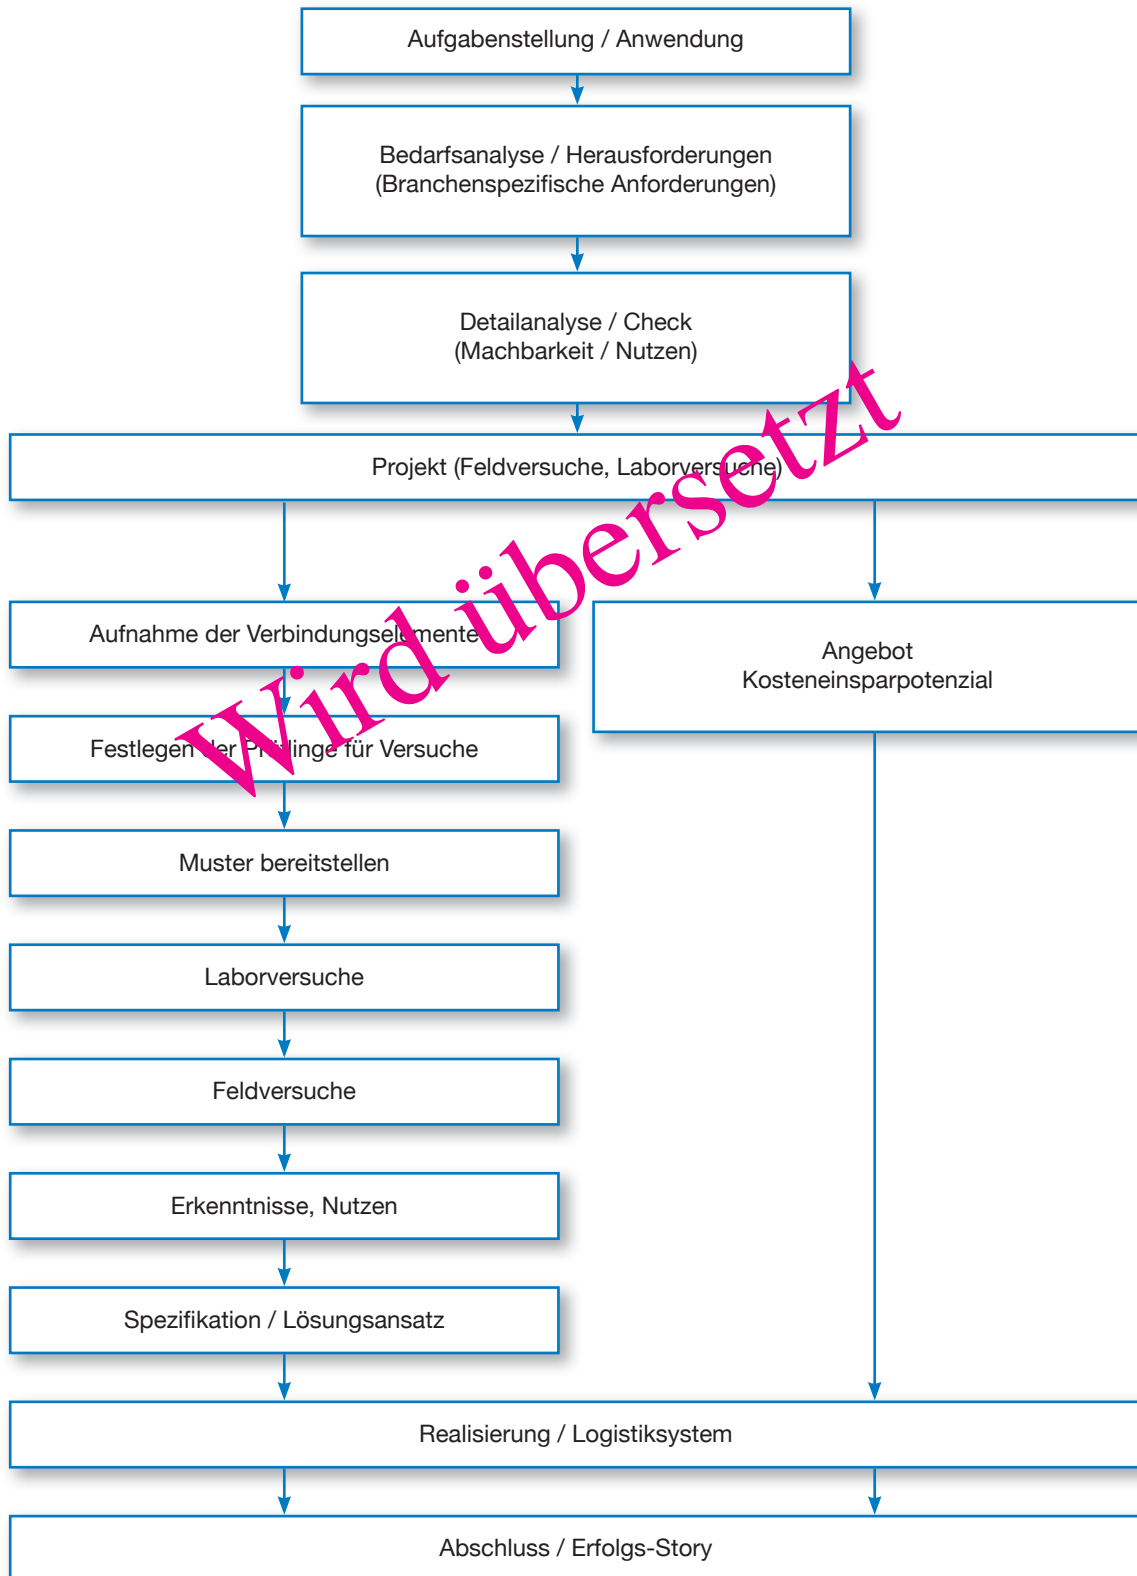 Aufgabenstellung / Anwendung
Bedarfsanalyse / Herausforderungen
(Branchenspezifische Anforderungen)
Detailanalyse / Check
(Machbarkeit / Nutzen)
Projekt (Feldversuche, Laborversuche)
Wird übersetzt
Aufnahme der Verbindungselemente
Angebot
Kosteneinsparpotenzial
Festlegen der Prüflinge für Versuche
Muster bereitstellen
Laborversuche
Feldversuche
Erkenntnisse, Nutzen
Spezifikation / Lösungsansatz
Realisierung / Logistiksystem
Abschluss / Erfolgs-Story